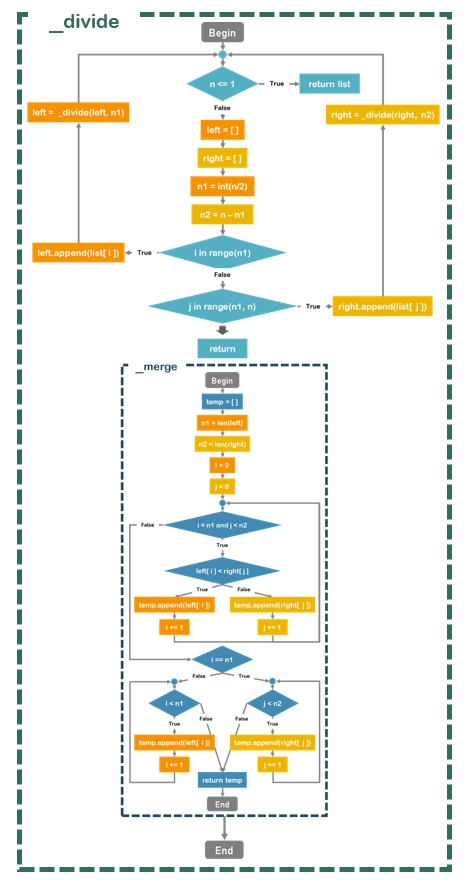 _divide
Begin
n <= 1
True
return list
False
left = _divide(left, n1)
right = _divide(right, n2)
left = [ ]
right = [ ]
n1 = int(n/2)
n2 = n – n1
left.append(list[ i ])
True
i in range(n1)
False
j in range(n1, n)
True
right.append(list[ j ])
return
_merge
Begin
temp = [ ]
n1 = len(left)
n2 = len(right)
i = 0
j = 0
False
i < n1 and j < n2
True
left[ i ] < right[ j ]
True
False
temp.append(left[ i ])
temp.append(right[ j ])
i += 1
j += 1
i == n1
False
True
i < n1
j < n2
True
False
False
True
temp.append(left[ i ])
temp.append(right[ j ])
i += 1
j += 1
return temp
End
End